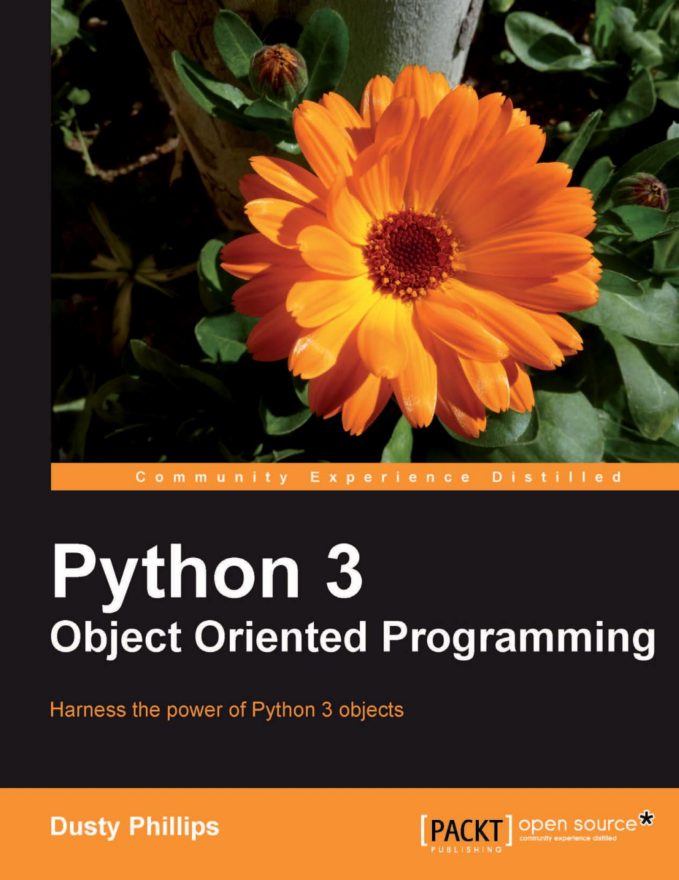 Community Experience Distilled
Python 3
Object Oriented Programming
Harness the power of Python 3 objects
Dusty Phillips
[PACKT] open source*
PUBLISHING
community experience distilled